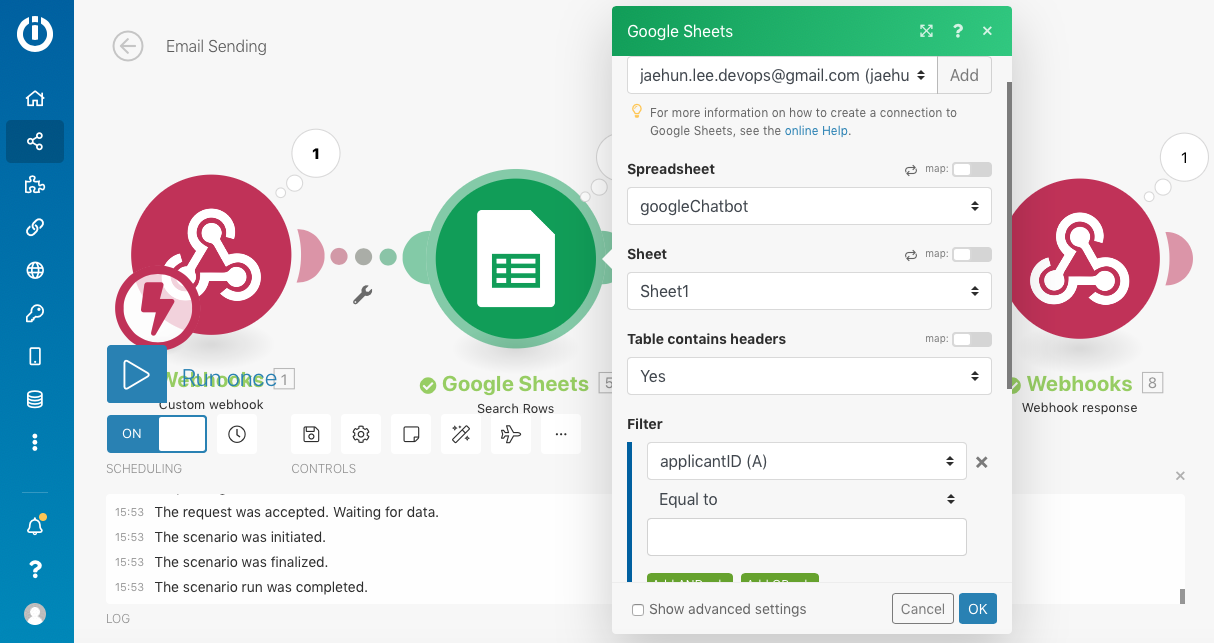 Email Sending
1
Webhooks 1
Custom webhook
Run once
Google Sheets 5
Search Rows
1
Webhooks 8
Webhook response
ON
SCHEDULING
CONTROLS
15:53 The request was accepted. Waiting for data.
15:53 The scenario was initiated.
15:53 The scenario was finalized.
15:53 The scenario run was completed.
LOG
Google Sheets
jaehun.lee.devops@gmail.com (jaehu
Add
For more information on how to create a connection to
Google Sheets, see the online Help.
Spreadsheet map:
googleChatbot
Sheet map:
Sheet1
Table contains headers map:
Yes
Filter
applicantID (A)
Equal to
Show advanced settings
Cancel
OK